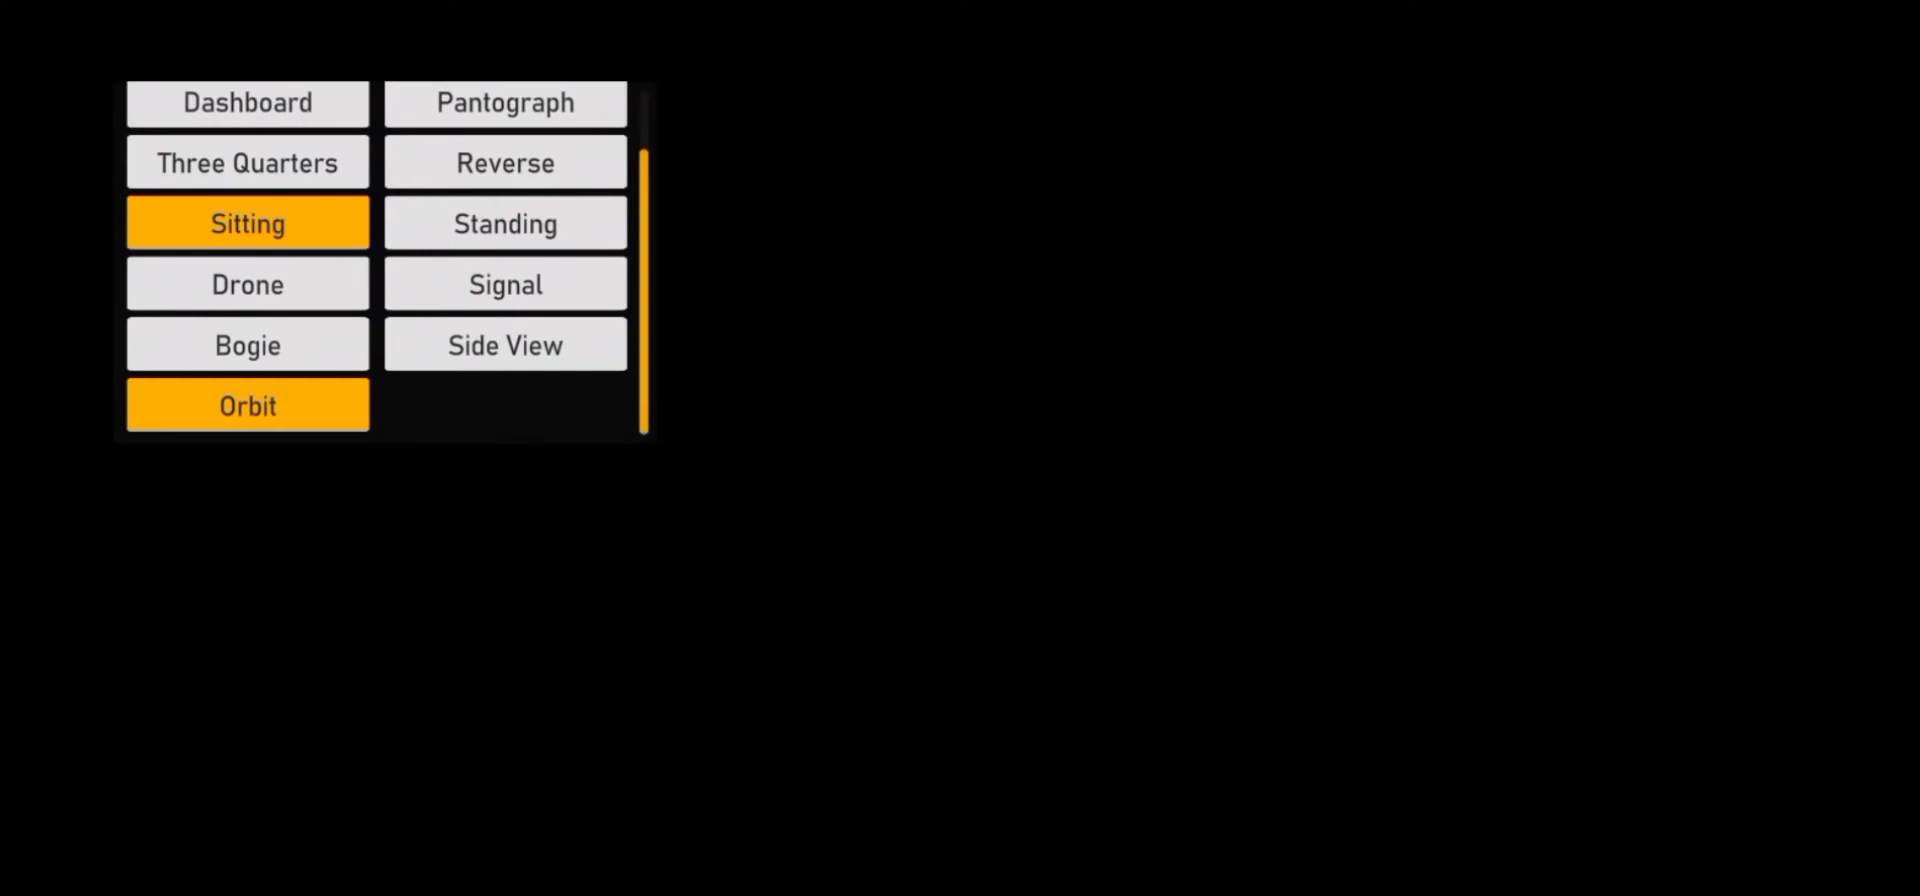 Dashboard
Pantograph
Three Quarters
Reverse
Sitting
Standing
Drone
Signal
Bogie
Side View
Orbit